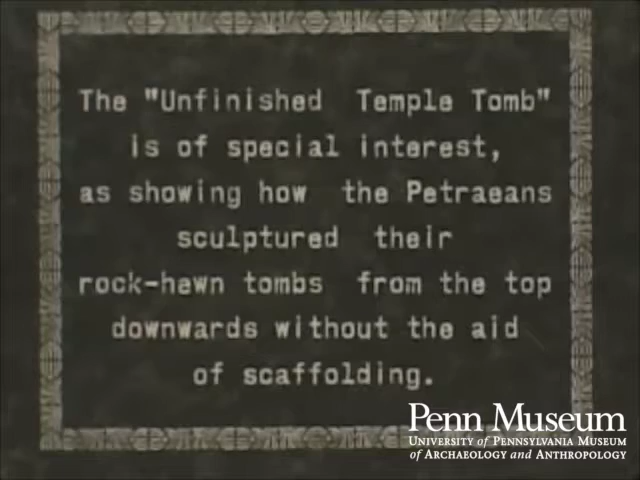 The "Unfinished Temple Tomb"
is of special interest,
as showing how the Petraeans
sculptured their
rock-hewn tombs from the top
downwards without the aid
of scaffolding.
Penn Museum
UNIVERSITY of PENNSYLVANIA MUSEUM
of ARCHAEOLOGY and ANTHROPOLOGY